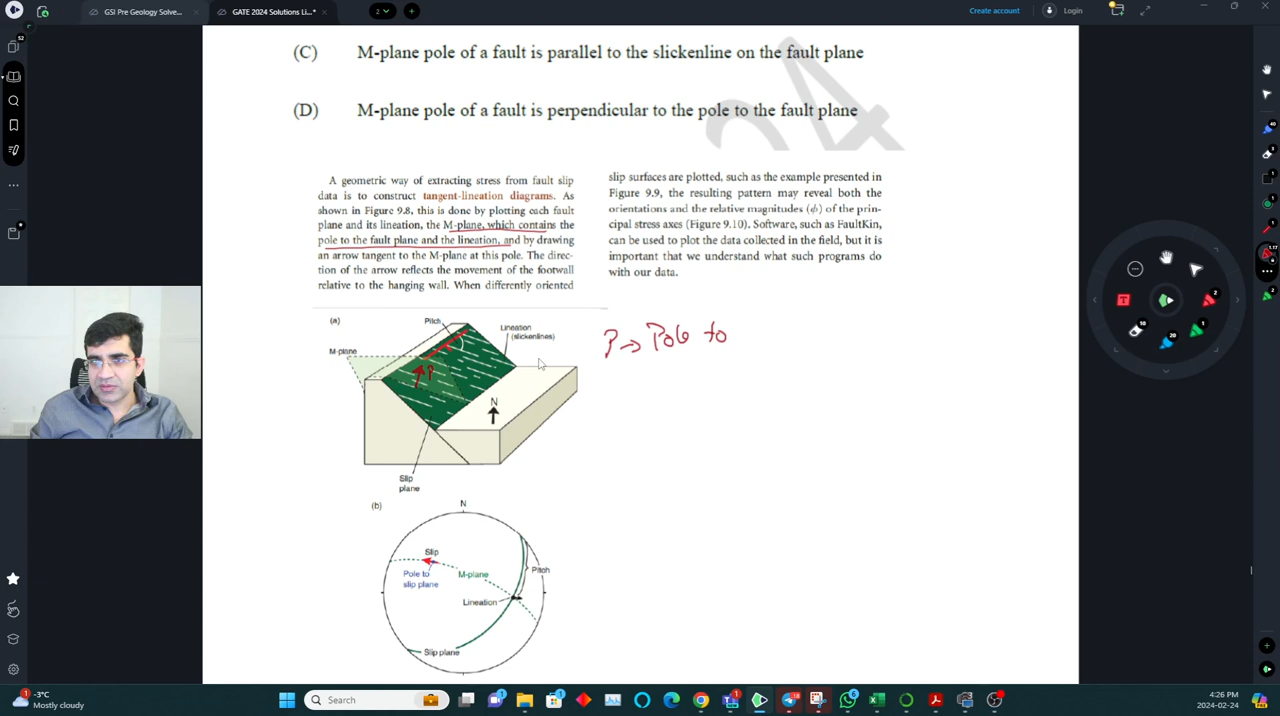 GSI Pre Geology Solve...
GATE 2024 Solutions Li...*
2
Create account
Login
(C) M-plane pole of a fault is parallel to the slickenline on the fault plane
(D) M-plane pole of a fault is perpendicular to the pole to the fault plane
A geometric way of extracting stress from fault slip
data is to construct tangent-lineation diagrams. As
shown in Figure 9.8, this is done by plotting each fault
plane and its lineation, the M-plane, which contains the
pole to the fault plane and the lineation, and by drawing
an arrow tangent to the M-plane at this pole. The direc-
tion of the arrow reflects the movement of the footwall
relative to the hanging wall. When differently oriented
slip surfaces are plotted, such as the example presented in
Figure 9.9, the resulting pattern may reveal both the
orientations and the relative magnitudes (ϕ) of the prin-
cipal stress axes (Figure 9.10). Software, such as FaultKin,
can be used to plot the data collected in the field, but it is
important that we understand what such programs do
with our data.
(a)
Pitch
Lineation
(slickenlines)
M-plane
P
P → Pole to
N
Slip
plane
(b)
N
Slip
Pole to
slip plane
M-plane
Pitch
Lineation
Slip plane
-3°C
Mostly cloudy
Search
4:26 PM
2024-02-24